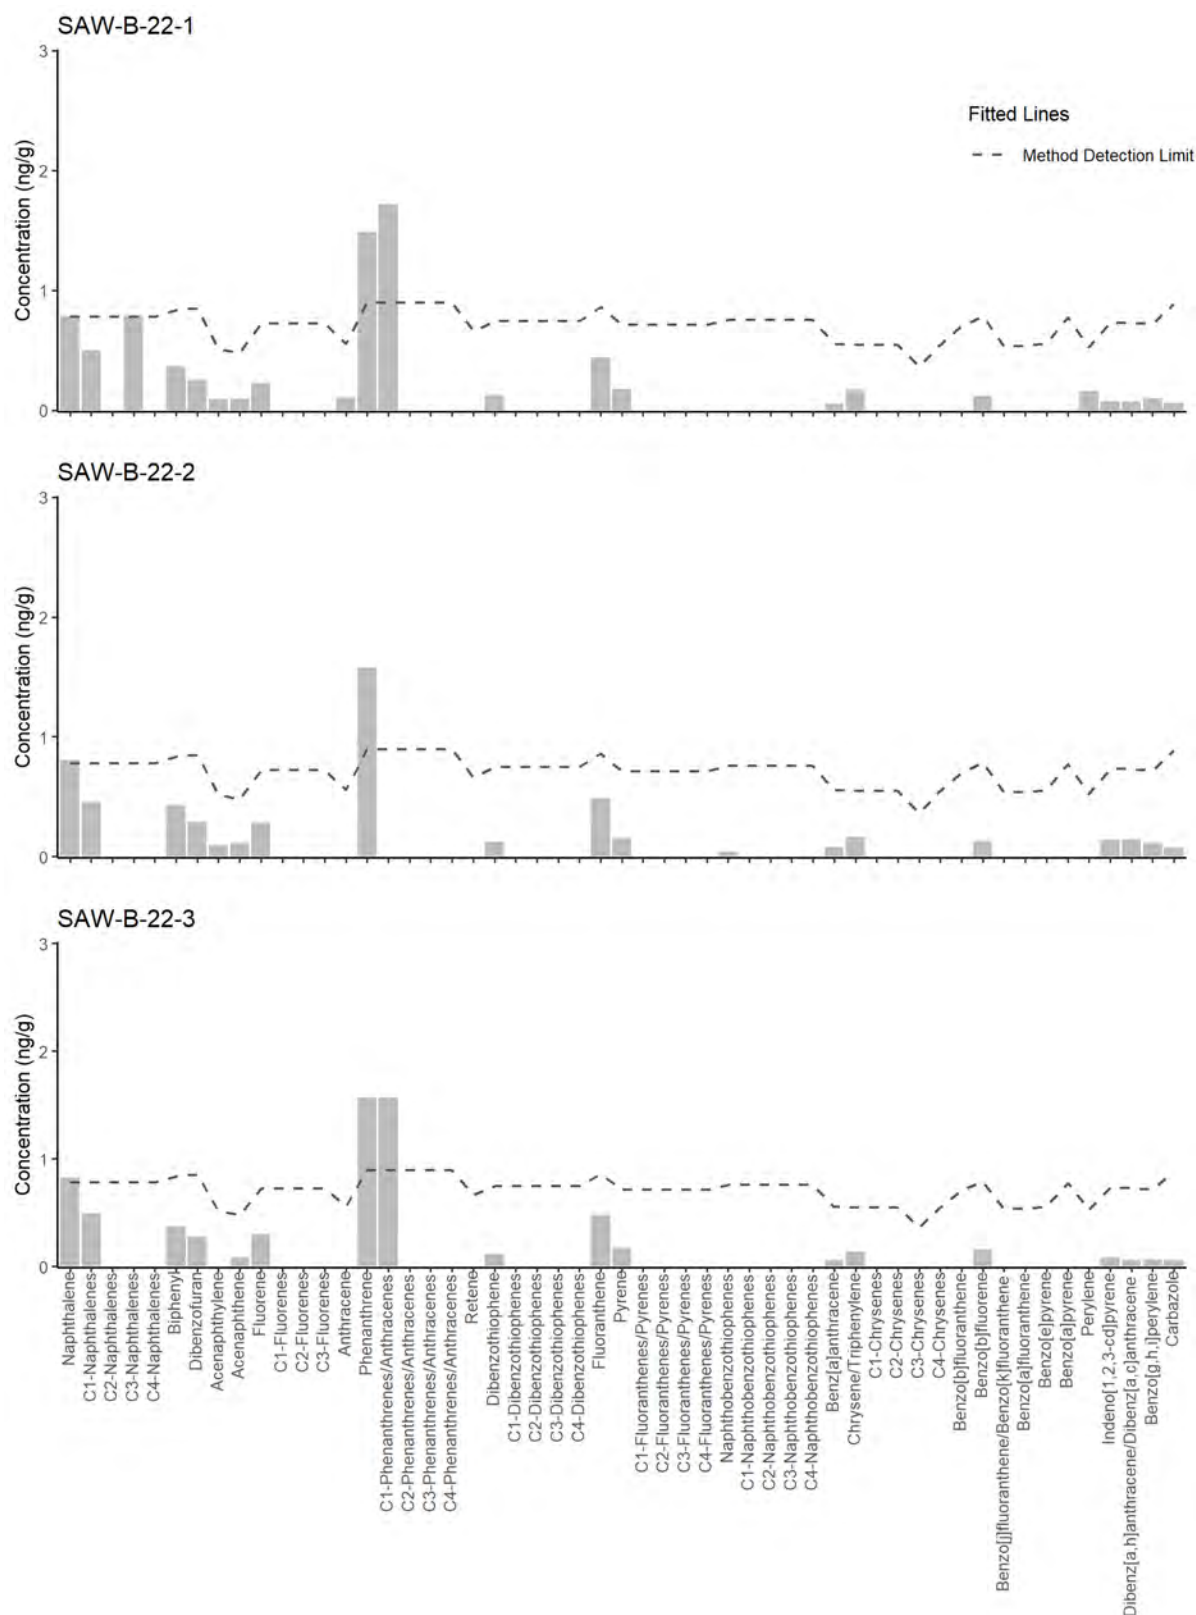 SAW-B-22-1
3
2
1
0
Concentration (ng/g)
Fitted Lines
Method Detection Limit
SAW-B-22-2
3
2
1
0
Concentration (ng/g)
SAW-B-22-3
3
2
1
0
Concentration (ng/g)
Naphthalene
C1-Naphthalenes
C2-Naphthalenes
C3-Naphthalenes
C4-Naphthalenes
Biphenyl
Dibenzofuran
Acenaphthylene
Acenaphthene
Fluorene
C1-Fluorenes
C2-Fluorenes
C3-Fluorenes
Anthracene
Phenanthrene
C1-Phenanthrenes/Anthracenes
C2-Phenanthrenes/Anthracenes
C3-Phenanthrenes/Anthracenes
C4-Phenanthrenes/Anthracenes
Retene
Dibenzothiophene
C1-Dibenzothiophenes
C2-Dibenzothiophenes
C3-Dibenzothiophenes
C4-Dibenzothiophenes
Fluoranthene
Pyrene
C1-Fluoranthenes/Pyrenes
C2-Fluoranthenes/Pyrenes
C3-Fluoranthenes/Pyrenes
C4-Fluoranthenes/Pyrenes
Naphthobenzothiophenes
C1-Naphthobenzothiophenes
C2-Naphthobenzothiophenes
C3-Naphthobenzothiophenes
C4-Naphthobenzothiophenes
Benz[a]anthracene
Chrysene/Triphenylene
C1-Chrysenes
C2-Chrysenes
C3-Chrysenes
C4-Chrysenes
Benzo[b]fluoranthene
Benzo[b]fluorene
Benzo[j]fluoranthene/Benzo[k]fluoranthene
Benzo[a]fluoranthene
Benzo[e]pyrene
Benzo[a]pyrene
Perylene
Indeno[1,2,3-cd]pyrene
Dibenz[a,h]anthracene/Dibenz[a,c]anthracene
Benzo[g,h,i]perylene
Carbazole